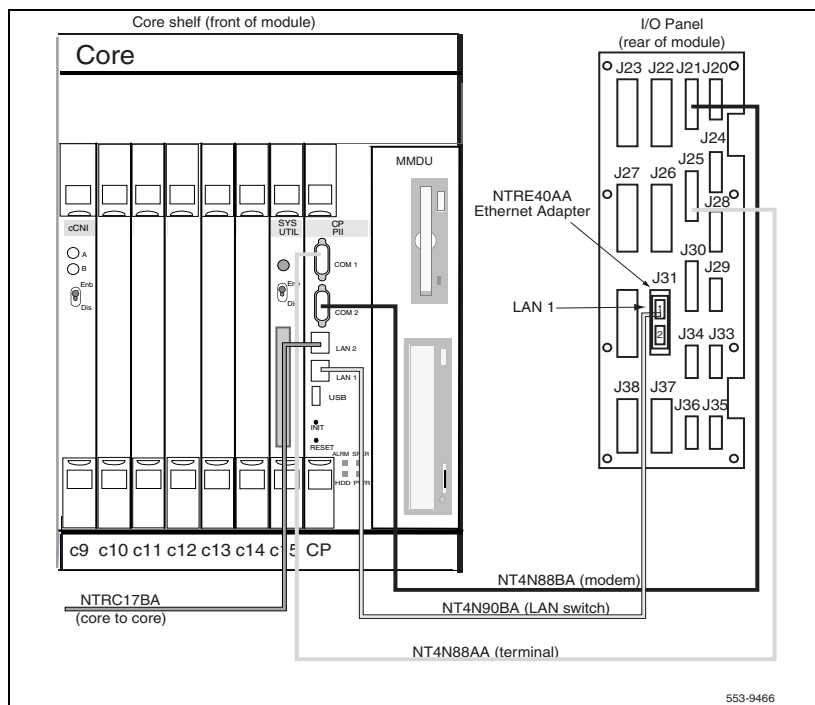 Core shelf (front of module)
I/O Panel
(rear of module)
Core
J23 J22 J21 J20
J24
J27 J26 J25
J28
MMDU
NTRE40AA
Ethernet Adapter
cCNI
SYS
UTIL
CP
PII
A
B
Enb
Dis
COM 1
Enb
Dis
COM 2
J30
J31
J29
LAN 1
1
2
LAN 2
LAN 1
J34 J33
USB
INIT
RESET
J38 J37
J36 J35
ALRM
HDD
c9 c10 c11 c12 c13 c14 c15 CP
NT4N88BA (modem)
NTRC17BA
(core to core)
NT4N90BA (LAN switch)
NT4N88AA (terminal)
553-9466